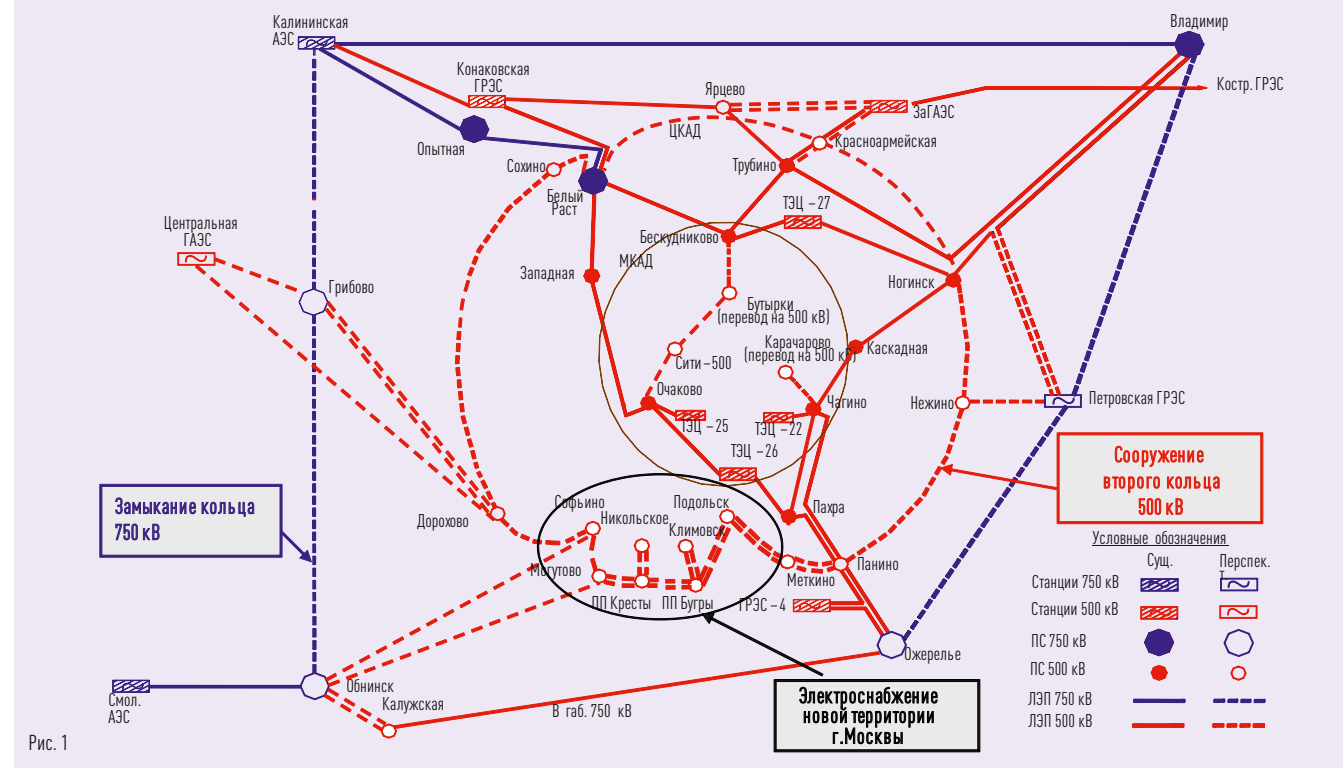 Калининская
АЭС
Владимир
Конаковская
ГРЭС
Ярцево
Костр. ГРЭС
ЗаГАЭС
ЦКАД
Опытная
Красноармейская
Сохино
Трубино
Белый
Раст
ТЭЦ – 27
Центральная
ГАЭС
Бескудниково
МКАД
Западная
Ногинск
Грибово
Бутырки
(перевод на 500 кВ)
Карачарово
(перевод на 500 кВ)
Каскадная
Сити – 500
Очаково
Чагино
Нежино
Петровская ГРЭС
ТЭЦ – 25
ТЭЦ – 22
ТЭЦ – 26
Сооружение
второго кольца
500 кВ
Замыкание кольца
750 кВ
Софьино
Подольск
Пахра
Дорохово
Никольское
Климовск
Могутово
Меткино
Панино
ПП Кресты
ПП Бугры
ГРЭС – 4
Ожерелье
Условные обозначения
Сущ.
Перспек.
т
Станции 750 кВ
Станции 500 кВ
ПС 750 кВ
ПС 500 кВ
ЛЭП 750 кВ
ЛЭП 500 кВ
Обнинск
Смол.
АЭС
Калужская
В габ. 750 кВ
Электроснабжение
новой территории
г.Москвы
Рис. 1